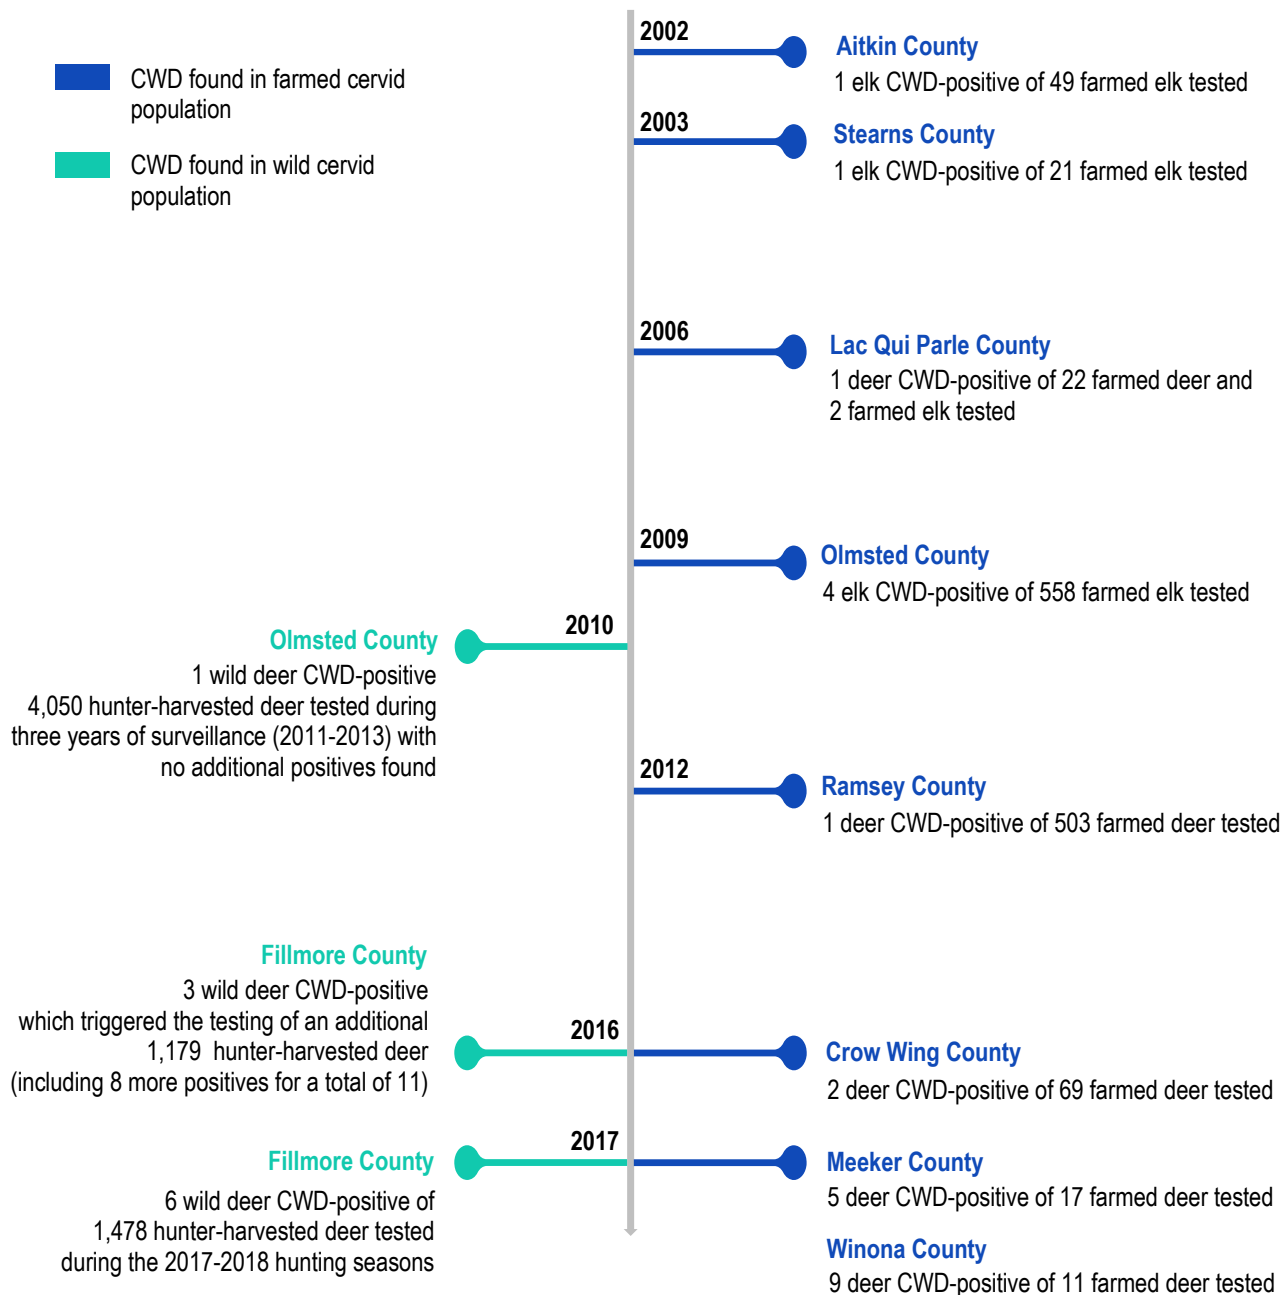 CWD found in farmed cervid
population
CWD found in wild cervid
population
2002
Aitkin County
1 elk CWD-positive of 49 farmed elk tested
2003
Stearns County
1 elk CWD-positive of 21 farmed elk tested
2006
Lac Qui Parle County
1 deer CWD-positive of 22 farmed deer and
2 farmed elk tested
2009
Olmsted County
4 elk CWD-positive of 558 farmed elk tested
2010
Olmsted County
1 wild deer CWD-positive
4,050 hunter-harvested deer tested during
three years of surveillance (2011-2013) with
no additional positives found
2012
Ramsey County
1 deer CWD-positive of 503 farmed deer tested
2016
Fillmore County
3 wild deer CWD-positive
which triggered the testing of an additional
1,179 hunter-harvested deer
(including 8 more positives for a total of 11)
Crow Wing County
2 deer CWD-positive of 69 farmed deer tested
2017
Fillmore County
6 wild deer CWD-positive of
1,478 hunter-harvested deer tested
during the 2017-2018 hunting seasons
Meeker County
5 deer CWD-positive of 17 farmed deer tested
Winona County
9 deer CWD-positive of 11 farmed deer tested